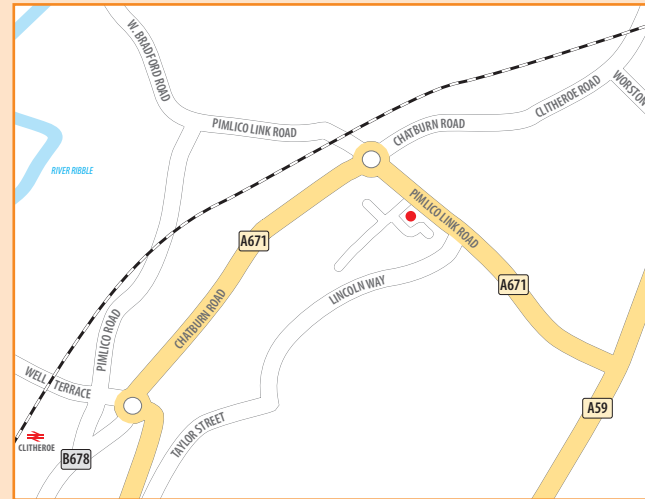 W. BRADFORD ROAD
PIMLICO LINK ROAD
CHATBURN ROAD
CLITHEROE ROAD
WORSTON
RIVER RIBBLE
PIMLICO LINK ROAD
A671
A671
LINCOLN WAY
CHATBURN ROAD
PIMLICO ROAD
WELL TERRACE
A59
TAYLOR STREET
CLITHEROE
B678